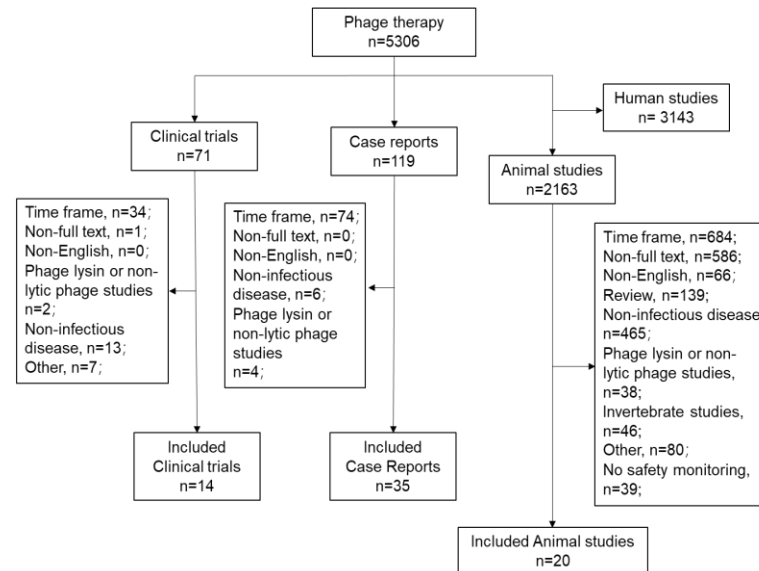 Phage therapy
n=5306
Human studies
n= 3143
Clinical trials
n=71
Case reports
n=119
Animal studies
n=2163
Time frame, n=34;
Non-full text, n=1;
Non-English, n=0;
Phage lysin or non-
lytic phage studies
n=2;
Non-infectious
disease, n=13;
Other, n=7;
Time frame, n=74;
Non-full text, n=0;
Non-English, n=0;
Non-infectious
disease, n=6;
Phage lysin or
non-lytic phage
studies
n=4;
Time frame, n=684;
Non-full text, n=586;
Non-English, n=66;
Review, n=139;
Non-infectious disease
n=465;
Phage lysin or non-
lytic phage studies,
n=38;
Invertebrate studies,
n=46;
Other, n=80;
No safety monitoring,
n=39;
Included
Clinical trials
n=14
Included
Case Reports
n=35
Included Animal studies
n=20